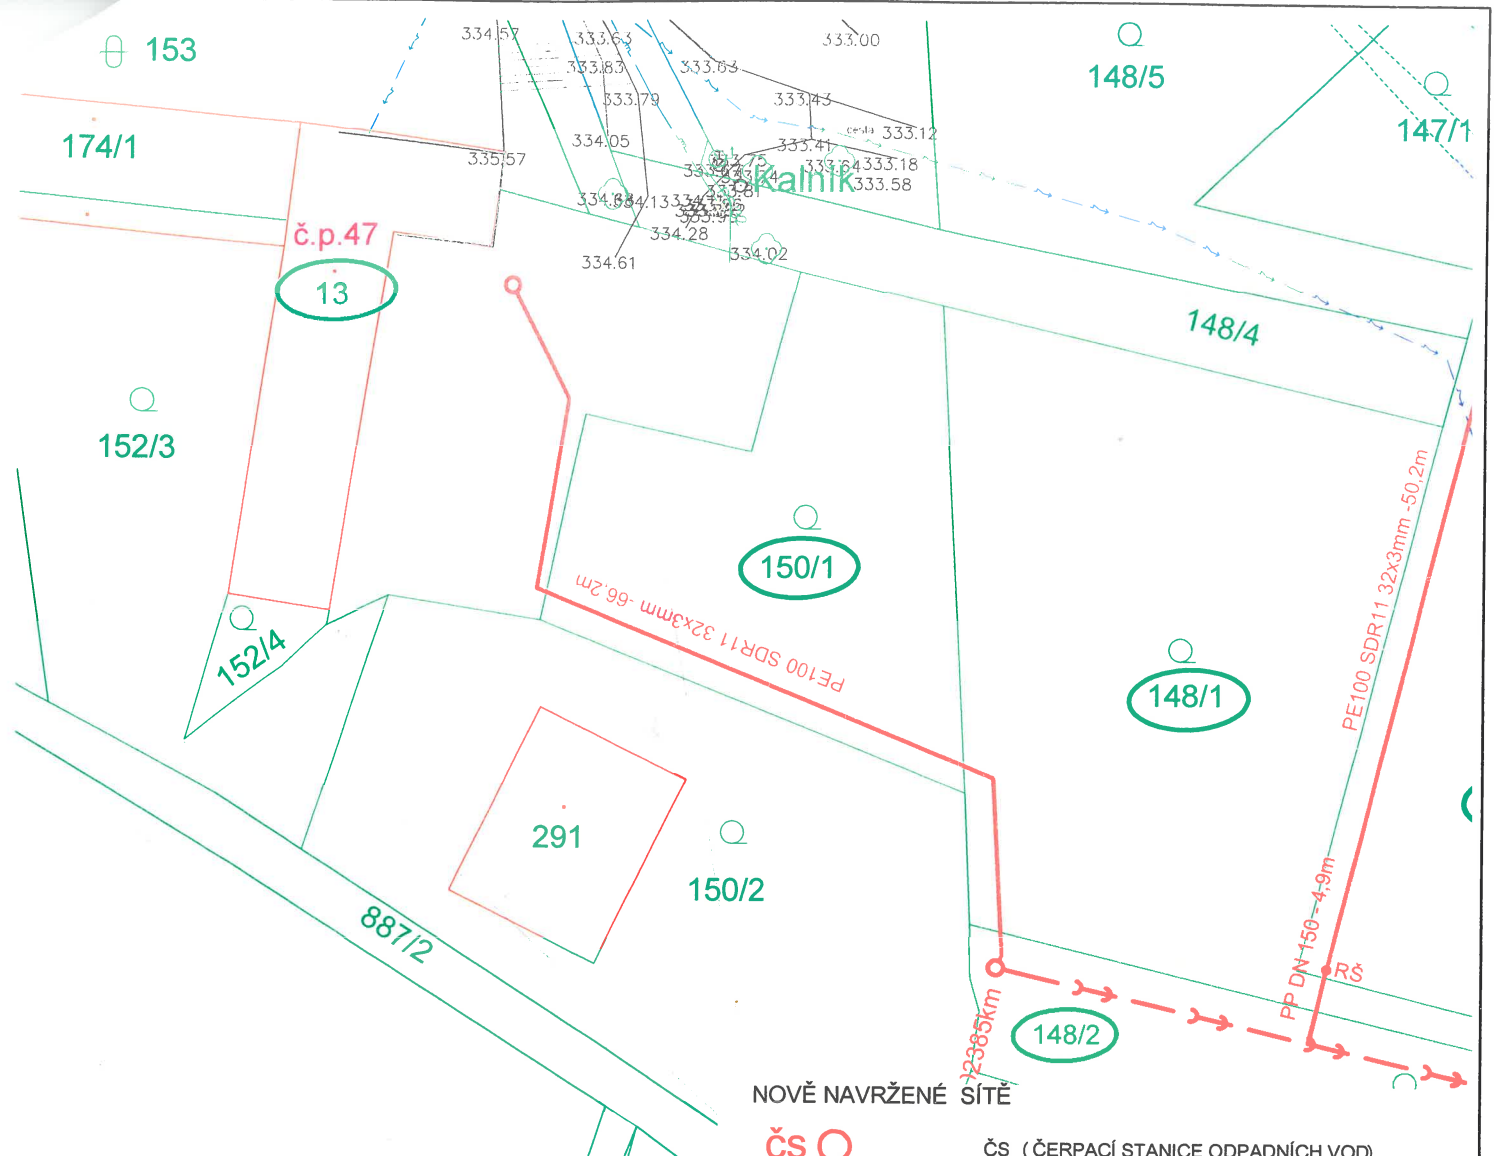 153
334.57
333.63
333.00
148/5
333.83
333.63
333.79
333.43
174/1
334.05
cesta
333.12
147/1
333.41
335.57
333.64
333.18
Kalník
333.58
č.p.47
334.28
334.02
334.61
13
148/4
152/3
150/1
PE100 SDR11 32x3mm -50,2m
PE100 SDR11 32x3mm -66,2m
152/4
148/1
291
150/2
887/2
PP DN 150 - 4,9m
RŠ
2385km
148/2
NOVĚ NAVRŽENÉ SÍTĚ
ČS
ČS (ČERPACÍ STANICE ODPADNÍCH VOD)